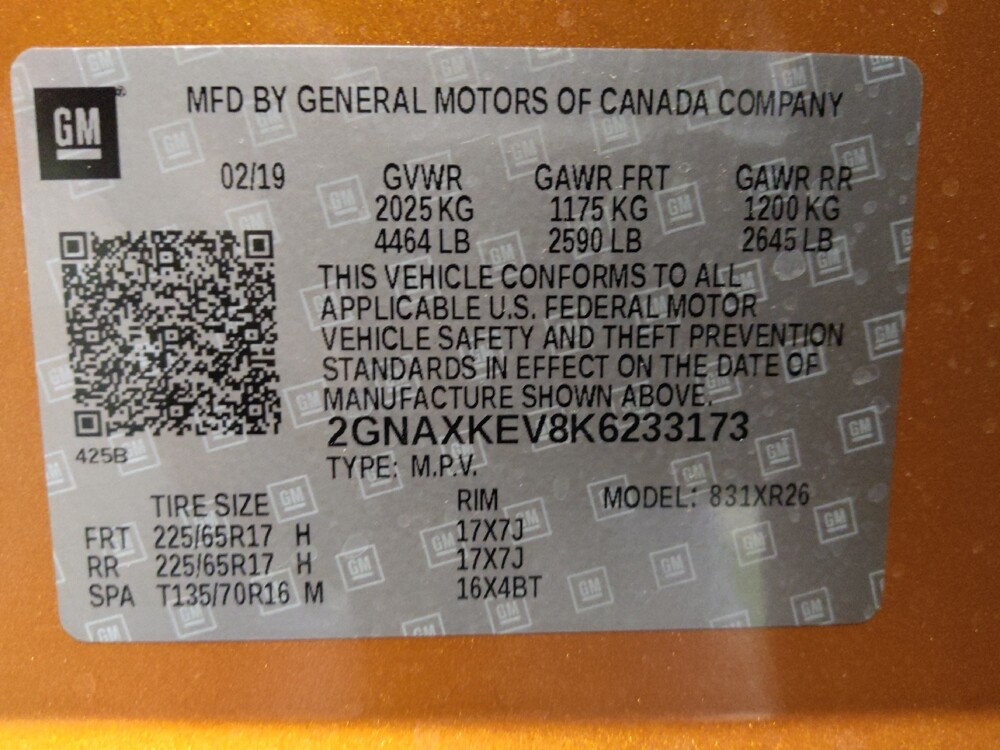 GM
MFD BY GENERAL MOTORS OF CANADA COMPANY
02/19 GVWR GAWR FRT GAWR RR
2025 KG 1175 KG 1200 KG
4464 LB 2590 LB 2645 LB
THIS VEHICLE CONFORMS TO ALL
APPLICABLE U.S. FEDERAL MOTOR
VEHICLE SAFETY AND THEFT PREVENTION
STANDARDS IN EFFECT ON THE DATE OF
MANUFACTURE SHOWN ABOVE.
2GNAXKEV8K6233173
425B
TYPE: M.P.V.
TIRE SIZE RIM MODEL: 831XR26
FRT 225/65R17 H 17X7J
RR 225/65R17 H 17X7J
SPA T135/70R16 M 16X4BT